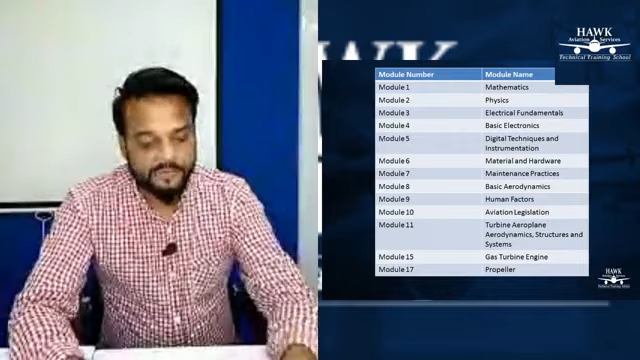 HAWK
Aviation Services
Technical Training School
Module Number Module Name
Module 1 Mathematics
Module 2 Physics
Module 3 Electrical Fundamentals
Module 4 Basic Electronics
Module 5 Digital Techniques and
Instrumentation
Module 6 Material and Hardware
Module 7 Maintenance Practices
Module 8 Basic Aerodynamics
Module 9 Human Factors
Module 10 Aviation Legislation
Module 11 Turbine Aeroplane
Aerodynamics, Structures and
Systems
Module 15 Gas Turbine Engine
Module 17 Propeller
HAWK